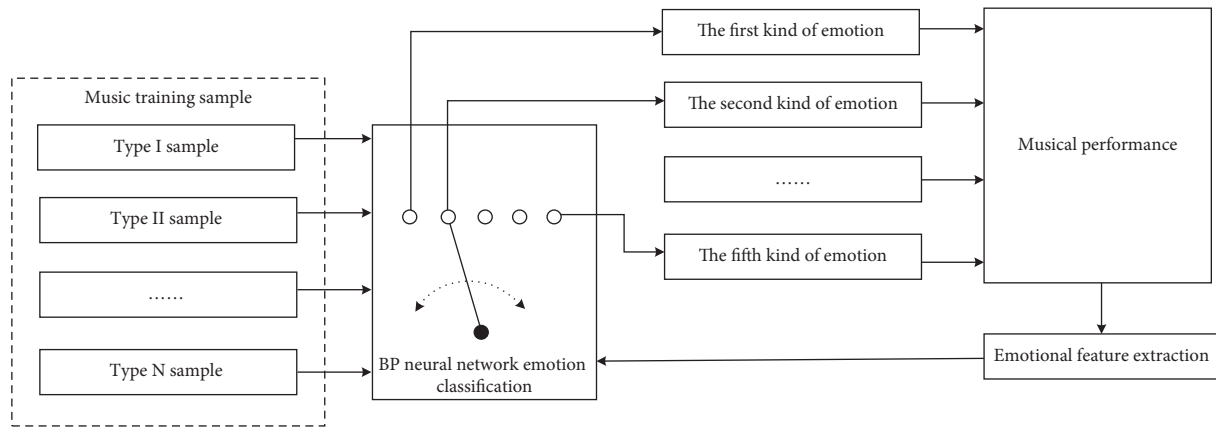 Music training sample
Type I sample
Type II sample
......
Type N sample
BP neural network emotion
classification
The first kind of emotion
The second kind of emotion
......
The fifth kind of emotion
Musical performance
Emotional feature extraction